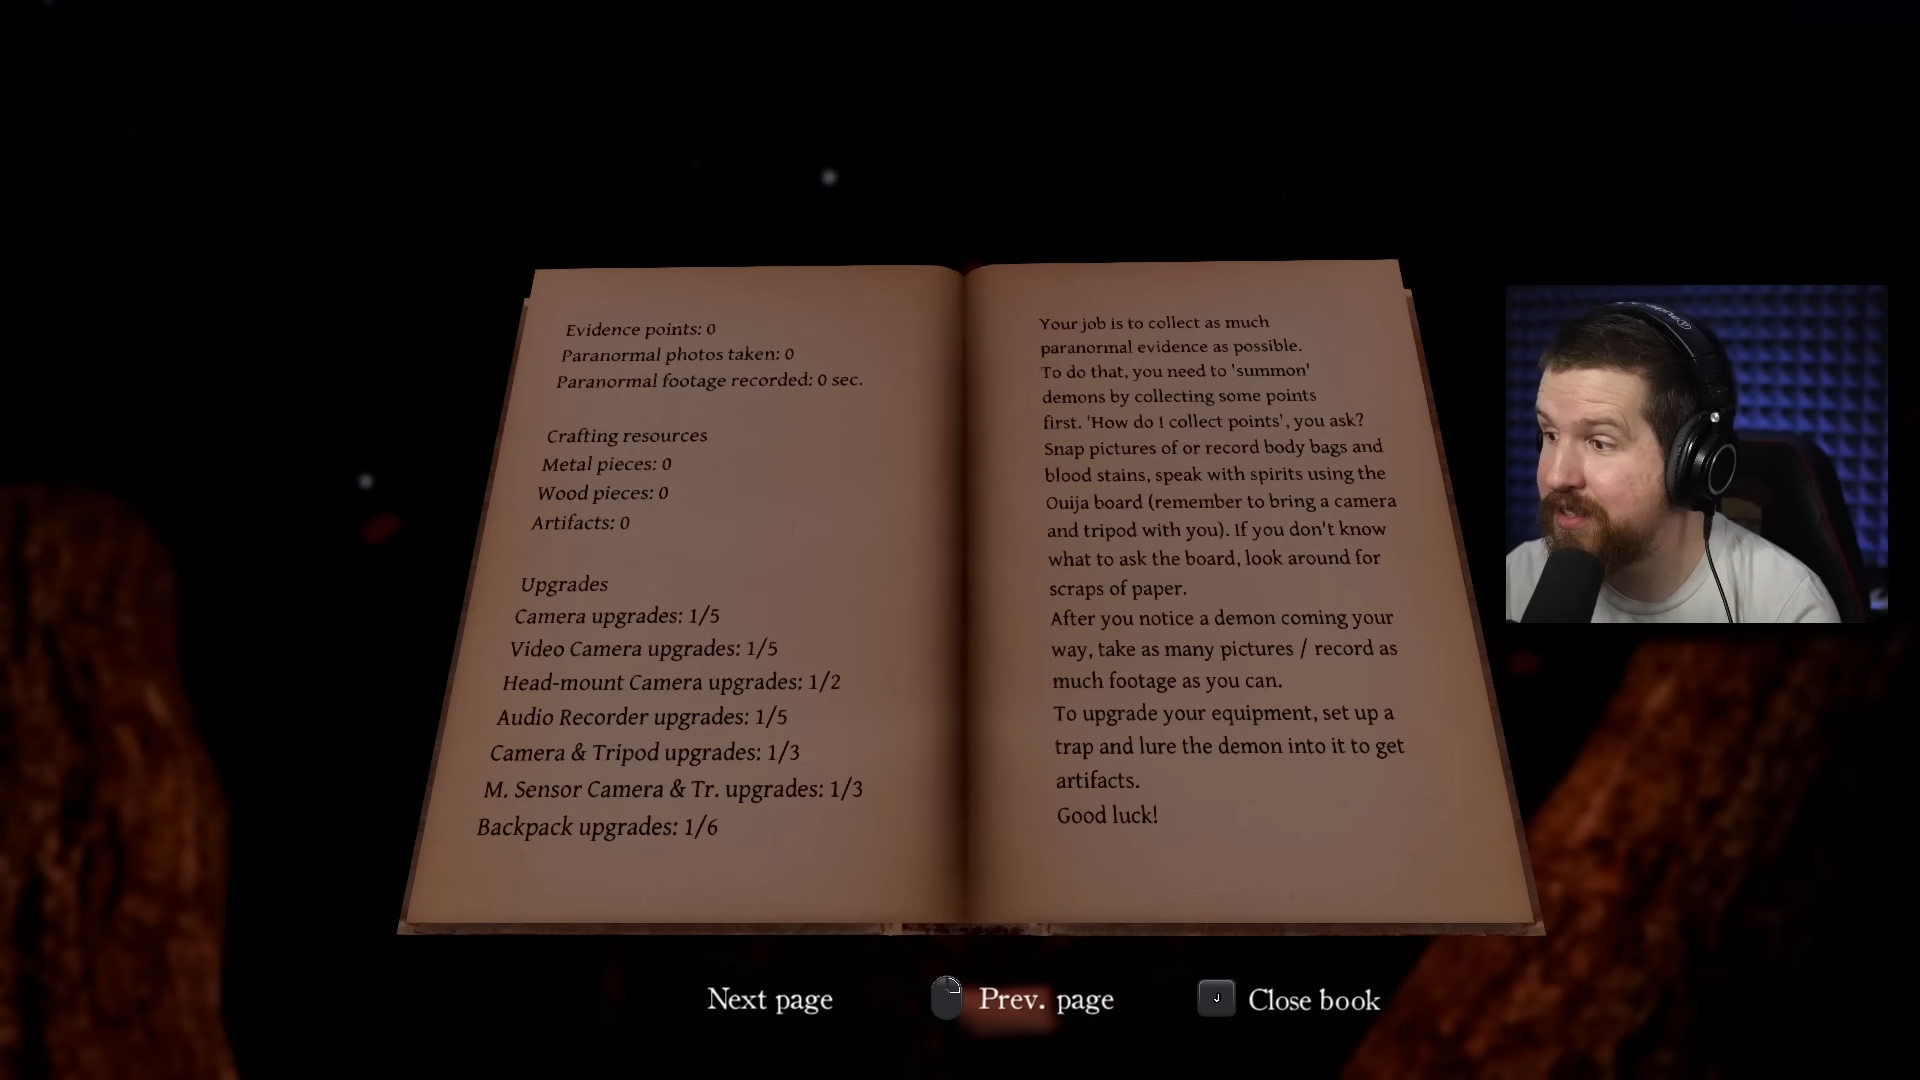 Evidence points: 0
Paranormal photos taken: 0
Paranormal footage recorded: 0 sec.
Crafting resources
Metal pieces: 0
Wood pieces: 0
Artifacts: 0
Upgrades
Camera upgrades: 1/5
Video Camera upgrades: 1/5
Head-mount Camera upgrades: 1/2
Audio Recorder upgrades: 1/5
Camera & Tripod upgrades: 1/3
M. Sensor Camera & Tr. upgrades: 1/3
Backpack upgrades: 1/6
Your job is to collect as much
paranormal evidence as possible.
To do that, you need to 'summon'
demons by collecting some points
first. 'How do I collect points', you ask?
Snap pictures of or record body bags and
blood stains, speak with spirits using the
Ouija board (remember to bring a camera
and tripod with you). If you don't know
what to ask the board, look around for
scraps of paper.
After you notice a demon coming your
way, take as many pictures / record as
much footage as you can.
To upgrade your equipment, set up a
trap and lure the demon into it to get
artifacts.
Good luck!
Next page
Prev. page
J
Close book